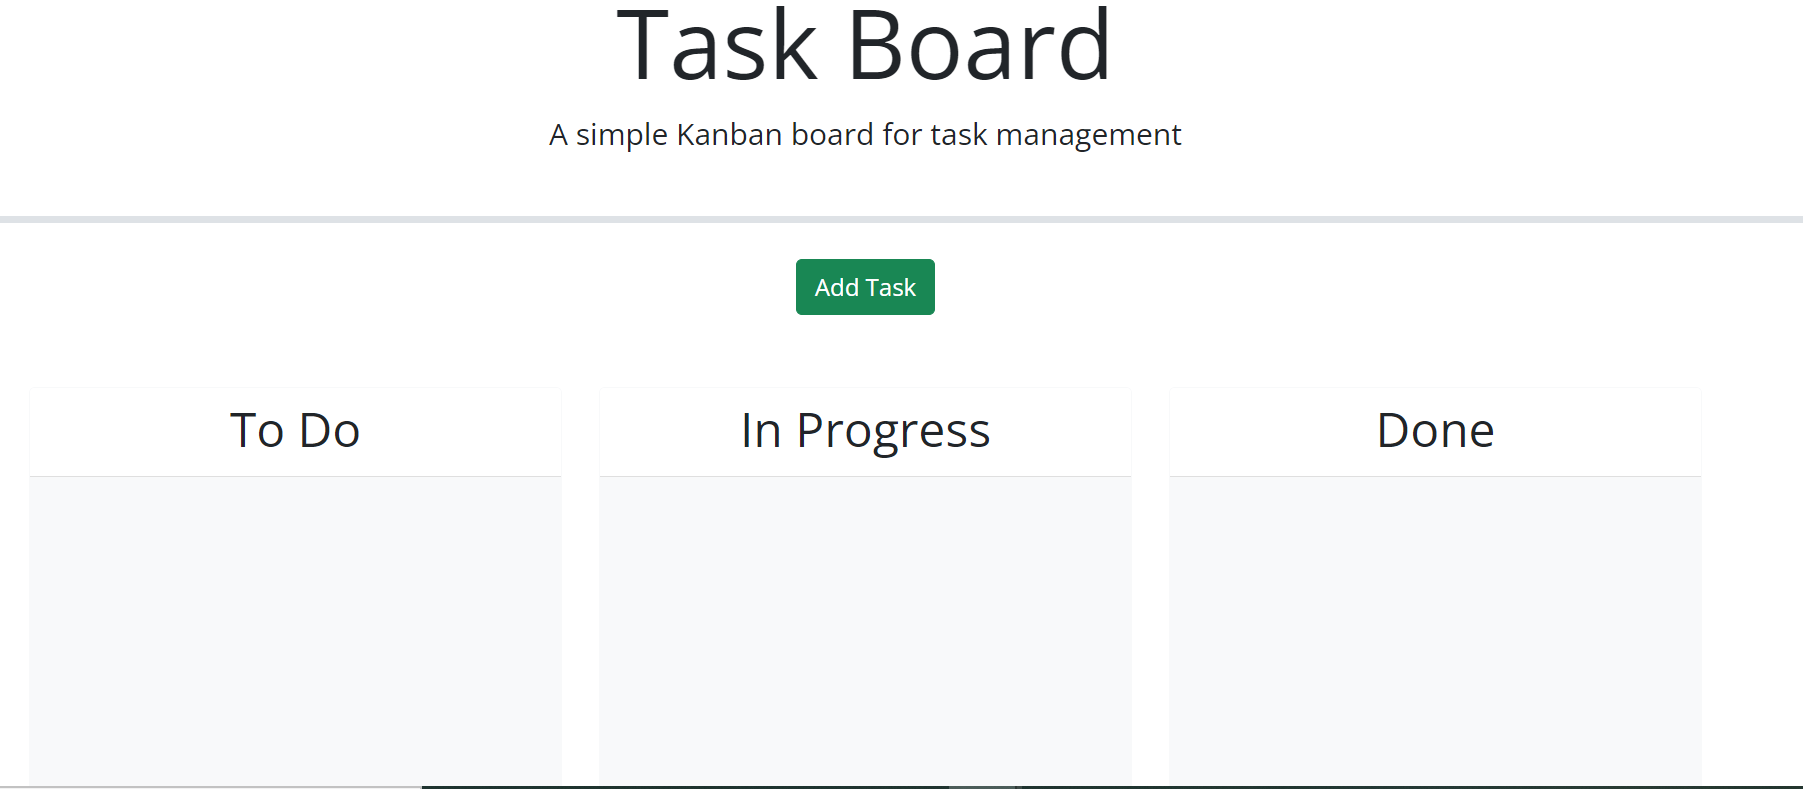 Task Board
A simple Kanban board for task management
Add Task
To Do
In Progress
Done